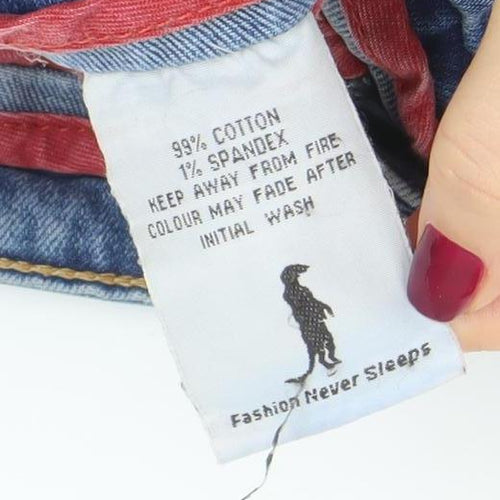 99% COTTON
1% SPANDEX
KEEP AWAY FROM FIRE
COLOUR MAY FADE AFTER
INITIAL WASH
Fashion Never Sleeps